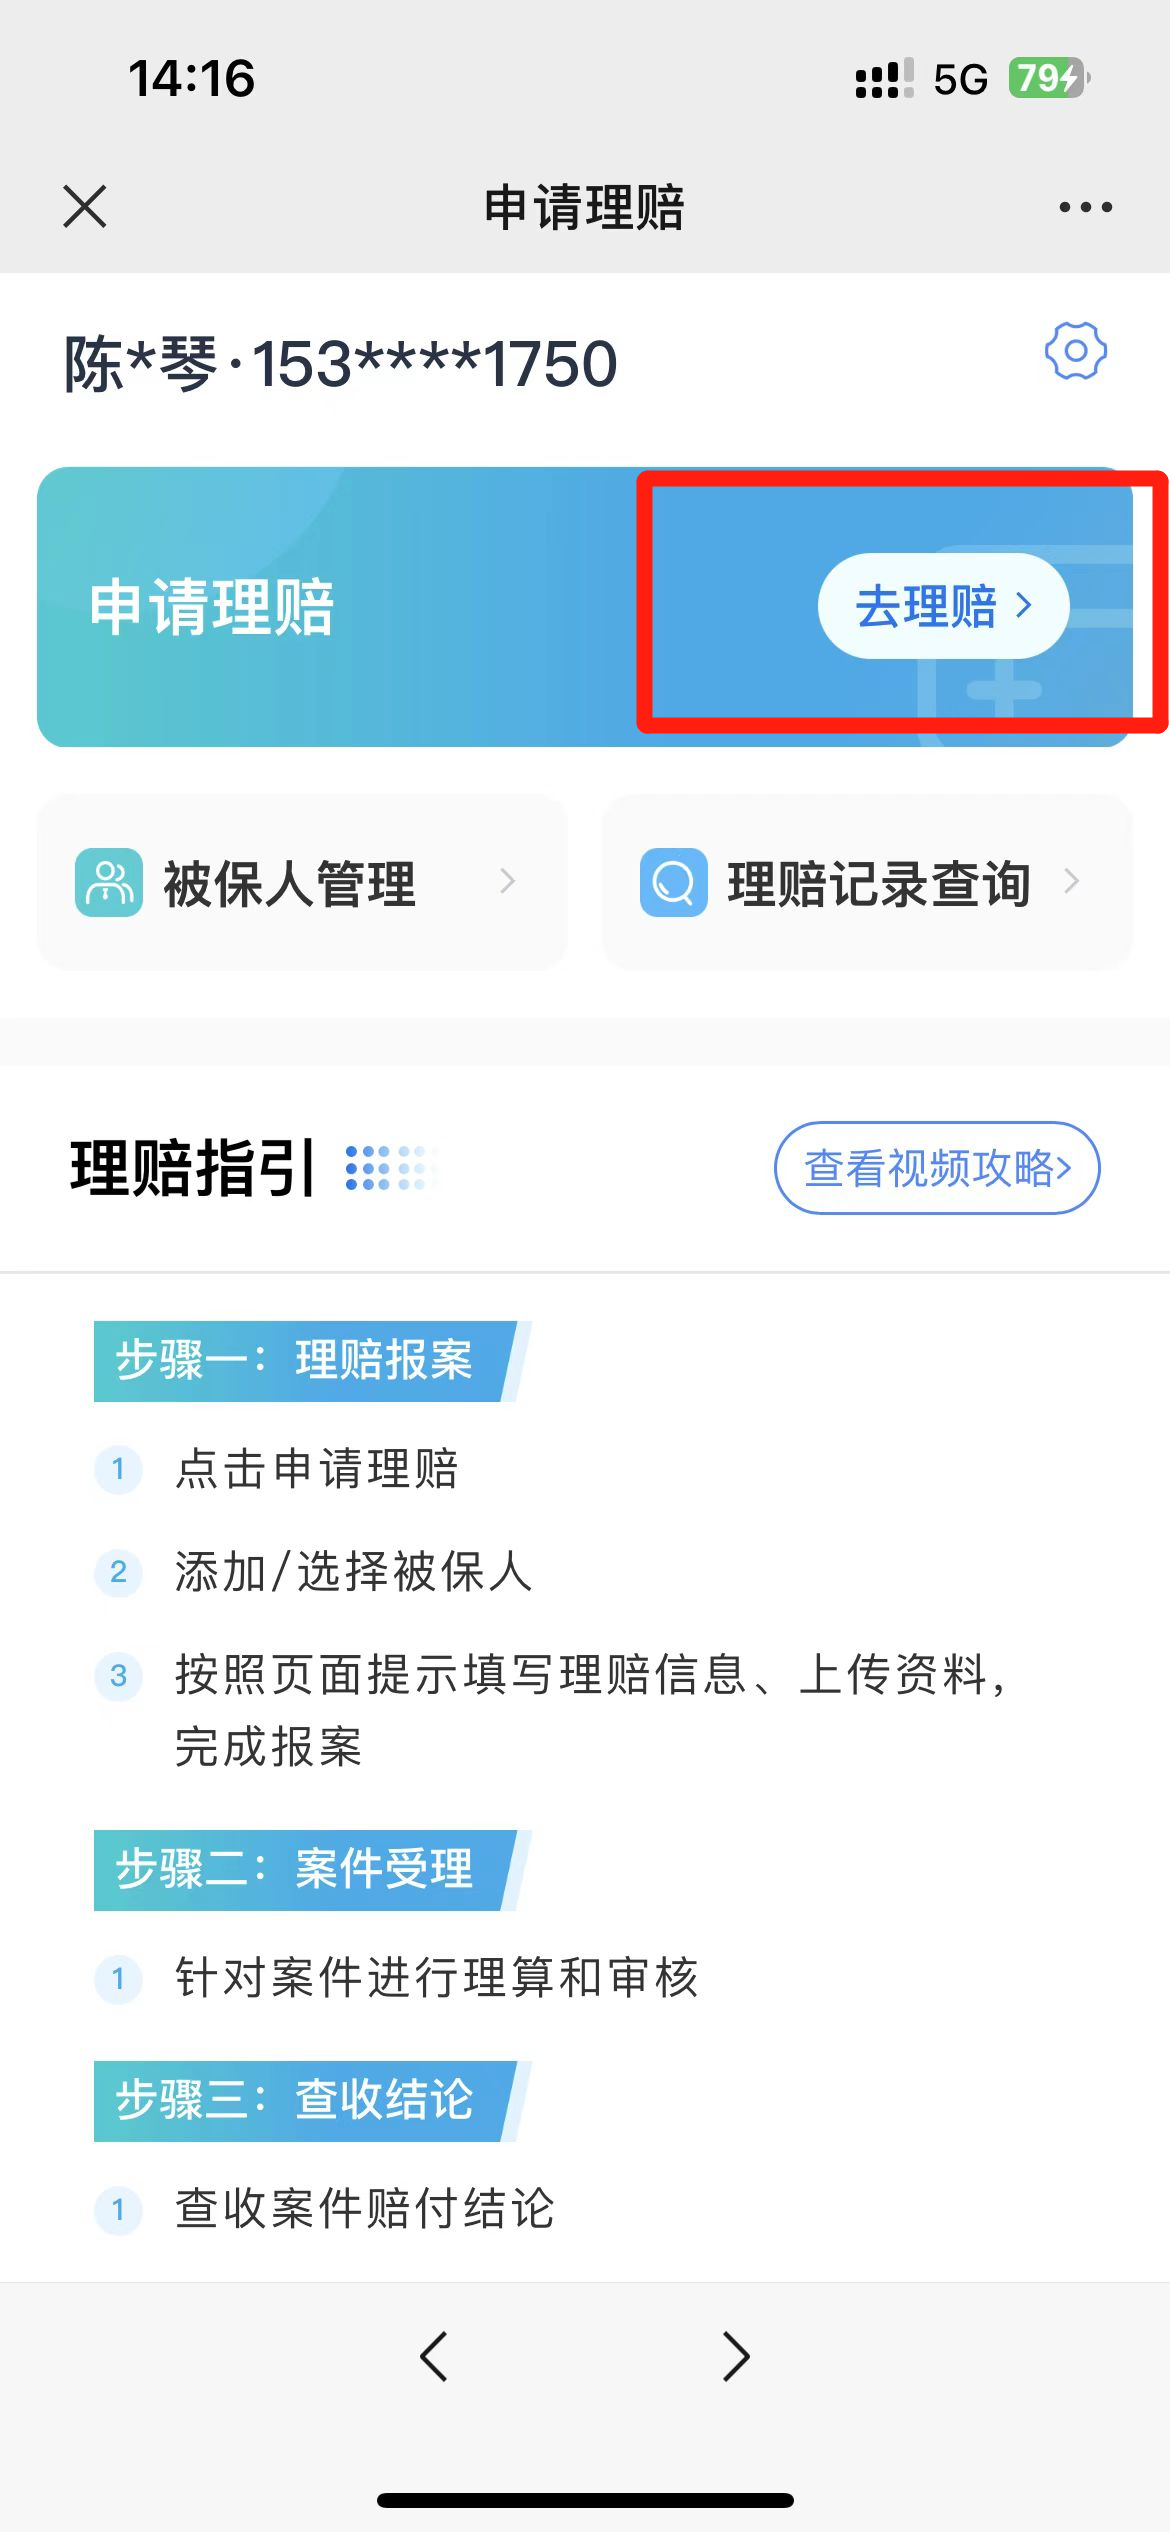 14:16
5G 79
申请理赔
陈*琴·153****1750
申请理赔
去理赔
被保人管理
理赔记录查询
理赔指引
查看视频攻略
步骤一：理赔报案
1 点击申请理赔
2 添加/选择被保人
3 按照页面提示填写理赔信息、上传资料，
完成报案
步骤二：案件受理
1 针对案件进行理算和审核
步骤三：查收结论
1 查收案件赔付结论